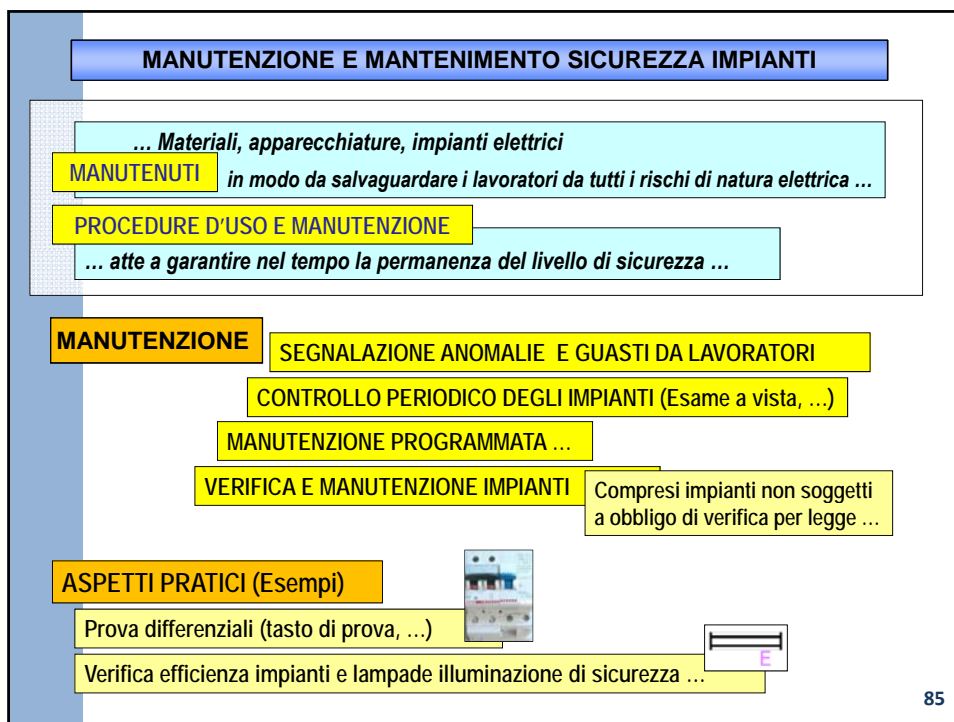 MANUTENZIONE E MANTENIMENTO SICUREZZA IMPIANTI
… Materiali, apparecchiature, impianti elettrici
MANUTENUTI
in modo da salvaguardare i lavoratori da tutti i rischi di natura elettrica …
PROCEDURE D'USO E MANUTENZIONE
… atte a garantire nel tempo la permanenza del livello di sicurezza …
MANUTENZIONE
SEGNALAZIONE ANOMALIE E GUASTI DA LAVORATORI
CONTROLLO PERIODICO DEGLI IMPIANTI (Esame a vista, …)
MANUTENZIONE PROGRAMMATA …
VERIFICA E MANUTENZIONE IMPIANTI
Compresi impianti non soggetti
a obbligo di verifica per legge …
ASPETTI PRATICI (Esempi)
Prova differenziali (tasto di prova, …)
E
Verifica efficienza impianti e lampade illuminazione di sicurezza …
85